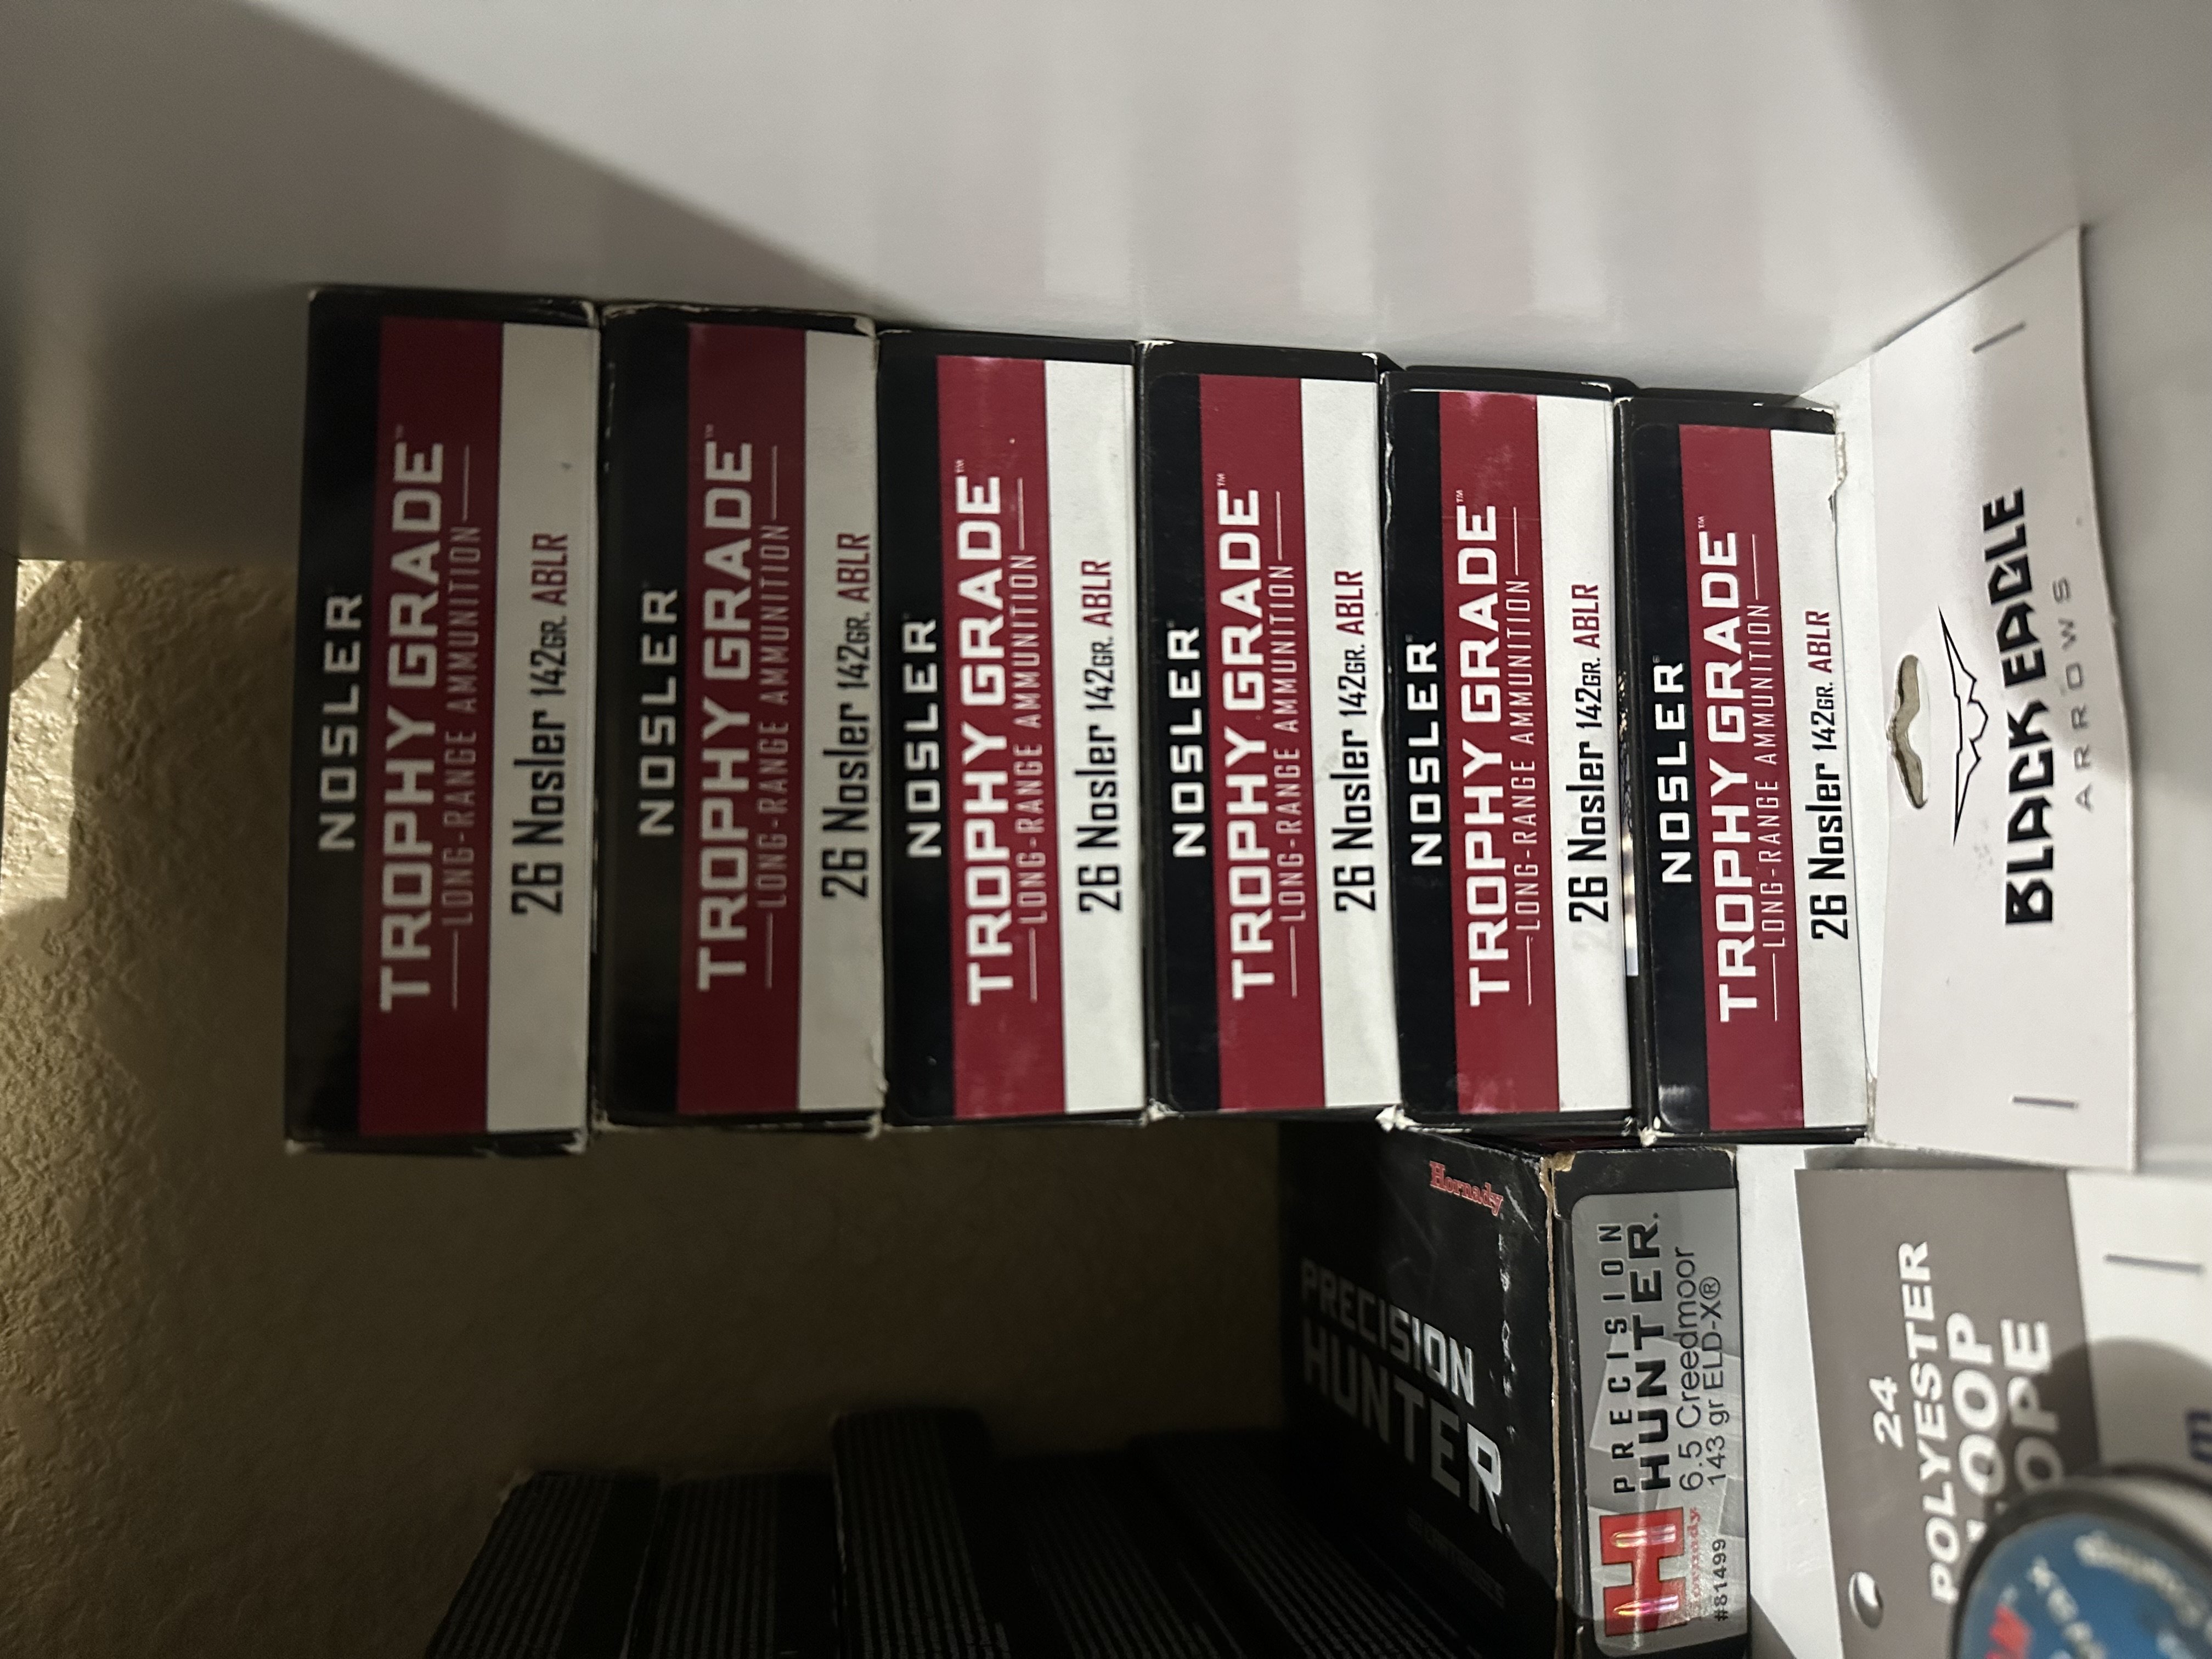 NOSLER
TROPHY GRADE™
LONG-RANGE AMMUNITION
26 Nosler 142GR. ABLR
NOSLER
TROPHY GRADE™
LONG-RANGE AMMUNITION
26 Nosler 142GR. ABLR
NOSLER
TROPHY GRADE™
LONG-RANGE AMMUNITION
26 Nosler 142GR. ABLR
NOSLER
TROPHY GRADE™
LONG-RANGE AMMUNITION
26 Nosler 142GR. ABLR
NOSLER
TROPHY GRADE™
LONG-RANGE AMMUNITION
26 Nosler 142GR. ABLR
NOSLER
TROPHY GRADE™
LONG-RANGE AMMUNITION
26 Nosler 142GR. ABLR
BLACK EAGLE
ARROWS
Hornady
PRECISION
HUNTER
H
Hornady
PRECISION
HUNTER.
6.5 Creedmoor
143 gr ELD-X®
#81499
24
POLYESTER
LOOP
OPE